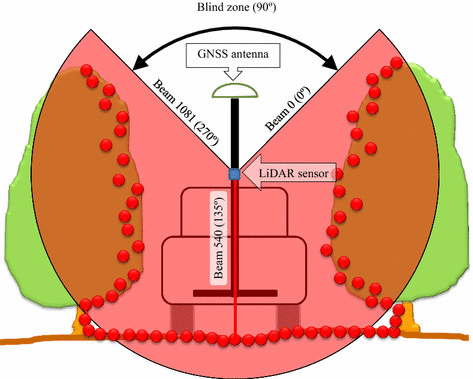 Blind zone (90º)
GNSS antenna
Beam 1081 (270º)
Beam 0 (0º)
LiDAR sensor
Beam 540 (135º)